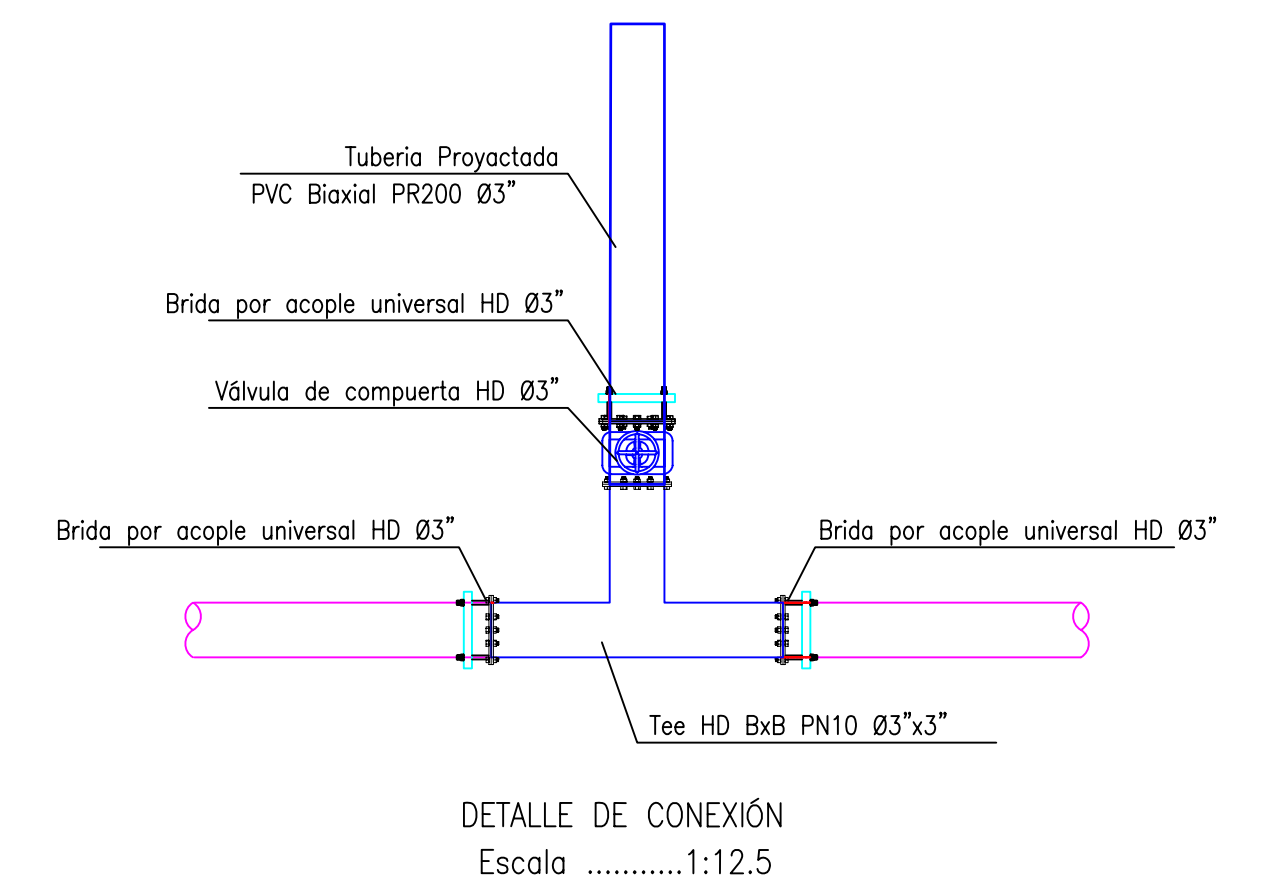 Tuberia Proyactada
PVC Biaxial PR200 Ø3"
Brida por acople universal HD Ø3"
Válvula de compuerta HD Ø3"
Brida por acople universal HD Ø3"
Brida por acople universal HD Ø3"
Tee HD BxB PN10 Ø3"x3"
DETALLE DE CONEXIÓN
Escala ...........1:12.5